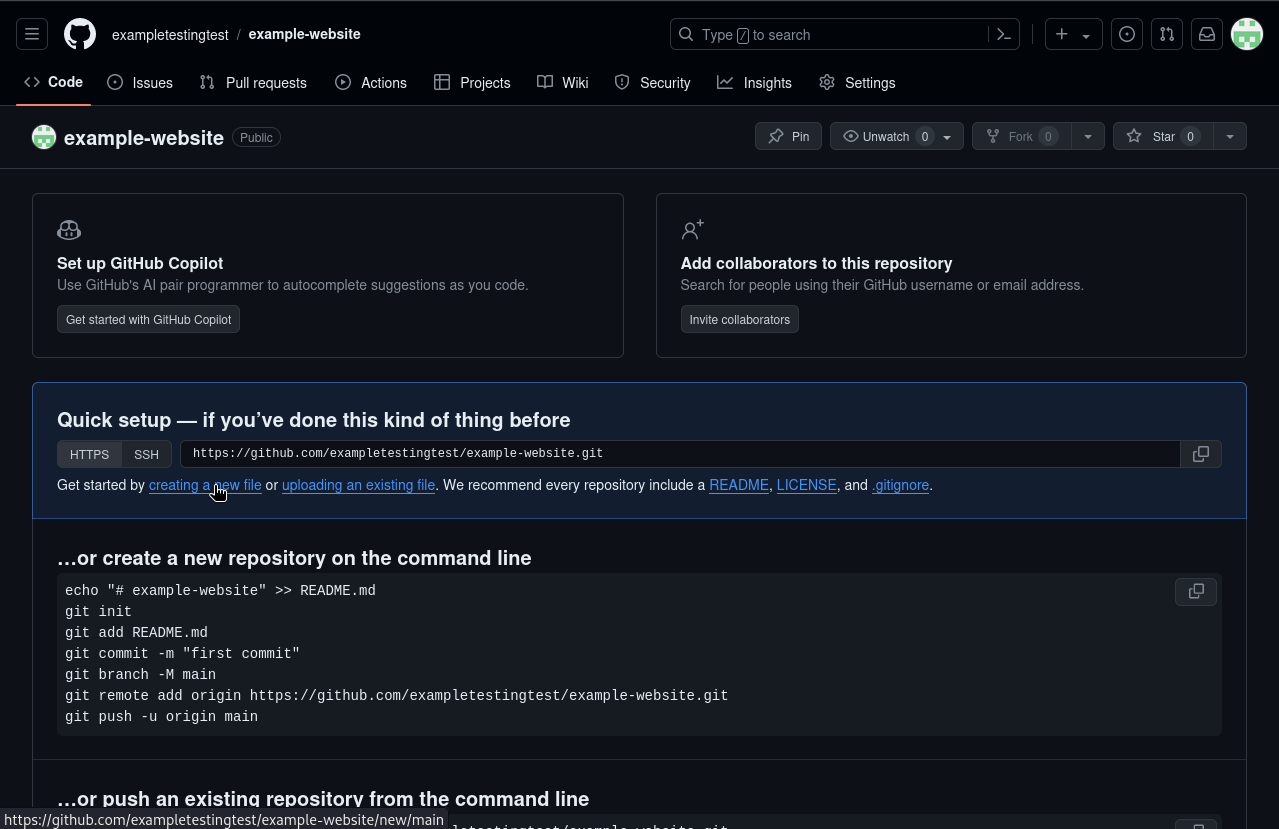 exampletestingtest / example-website
Type / to search
Code Issues Pull requests Actions Projects Wiki Security Insights Settings
example-website Public
Pin Unwatch 0 Fork 0 Star 0
Set up GitHub Copilot
Use GitHub's AI pair programmer to autocomplete suggestions as you code.
Get started with GitHub Copilot
Add collaborators to this repository
Search for people using their GitHub username or email address.
Invite collaborators
Quick setup — if you’ve done this kind of thing before
HTTPS SSH https://github.com/exampletestingtest/example-website.git
Get started by creating a new file or uploading an existing file. We recommend every repository include a README, LICENSE, and .gitignore.
…or create a new repository on the command line
echo "# example-website" >> README.md
git init
git add README.md
git commit -m "first commit"
git branch -M main
git remote add origin https://github.com/exampletestingtest/example-website.git
git push -u origin main
…or push an existing repository from the command line
https://github.com/exampletestingtest/example-website/new/main